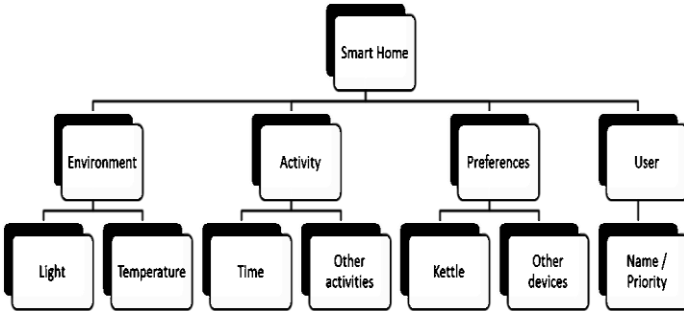 Smart Home
Environment
Activity
Preferences
User
Light
Temperature
Time
Other
activities
Kettle
Other
devices
Name /
Priority